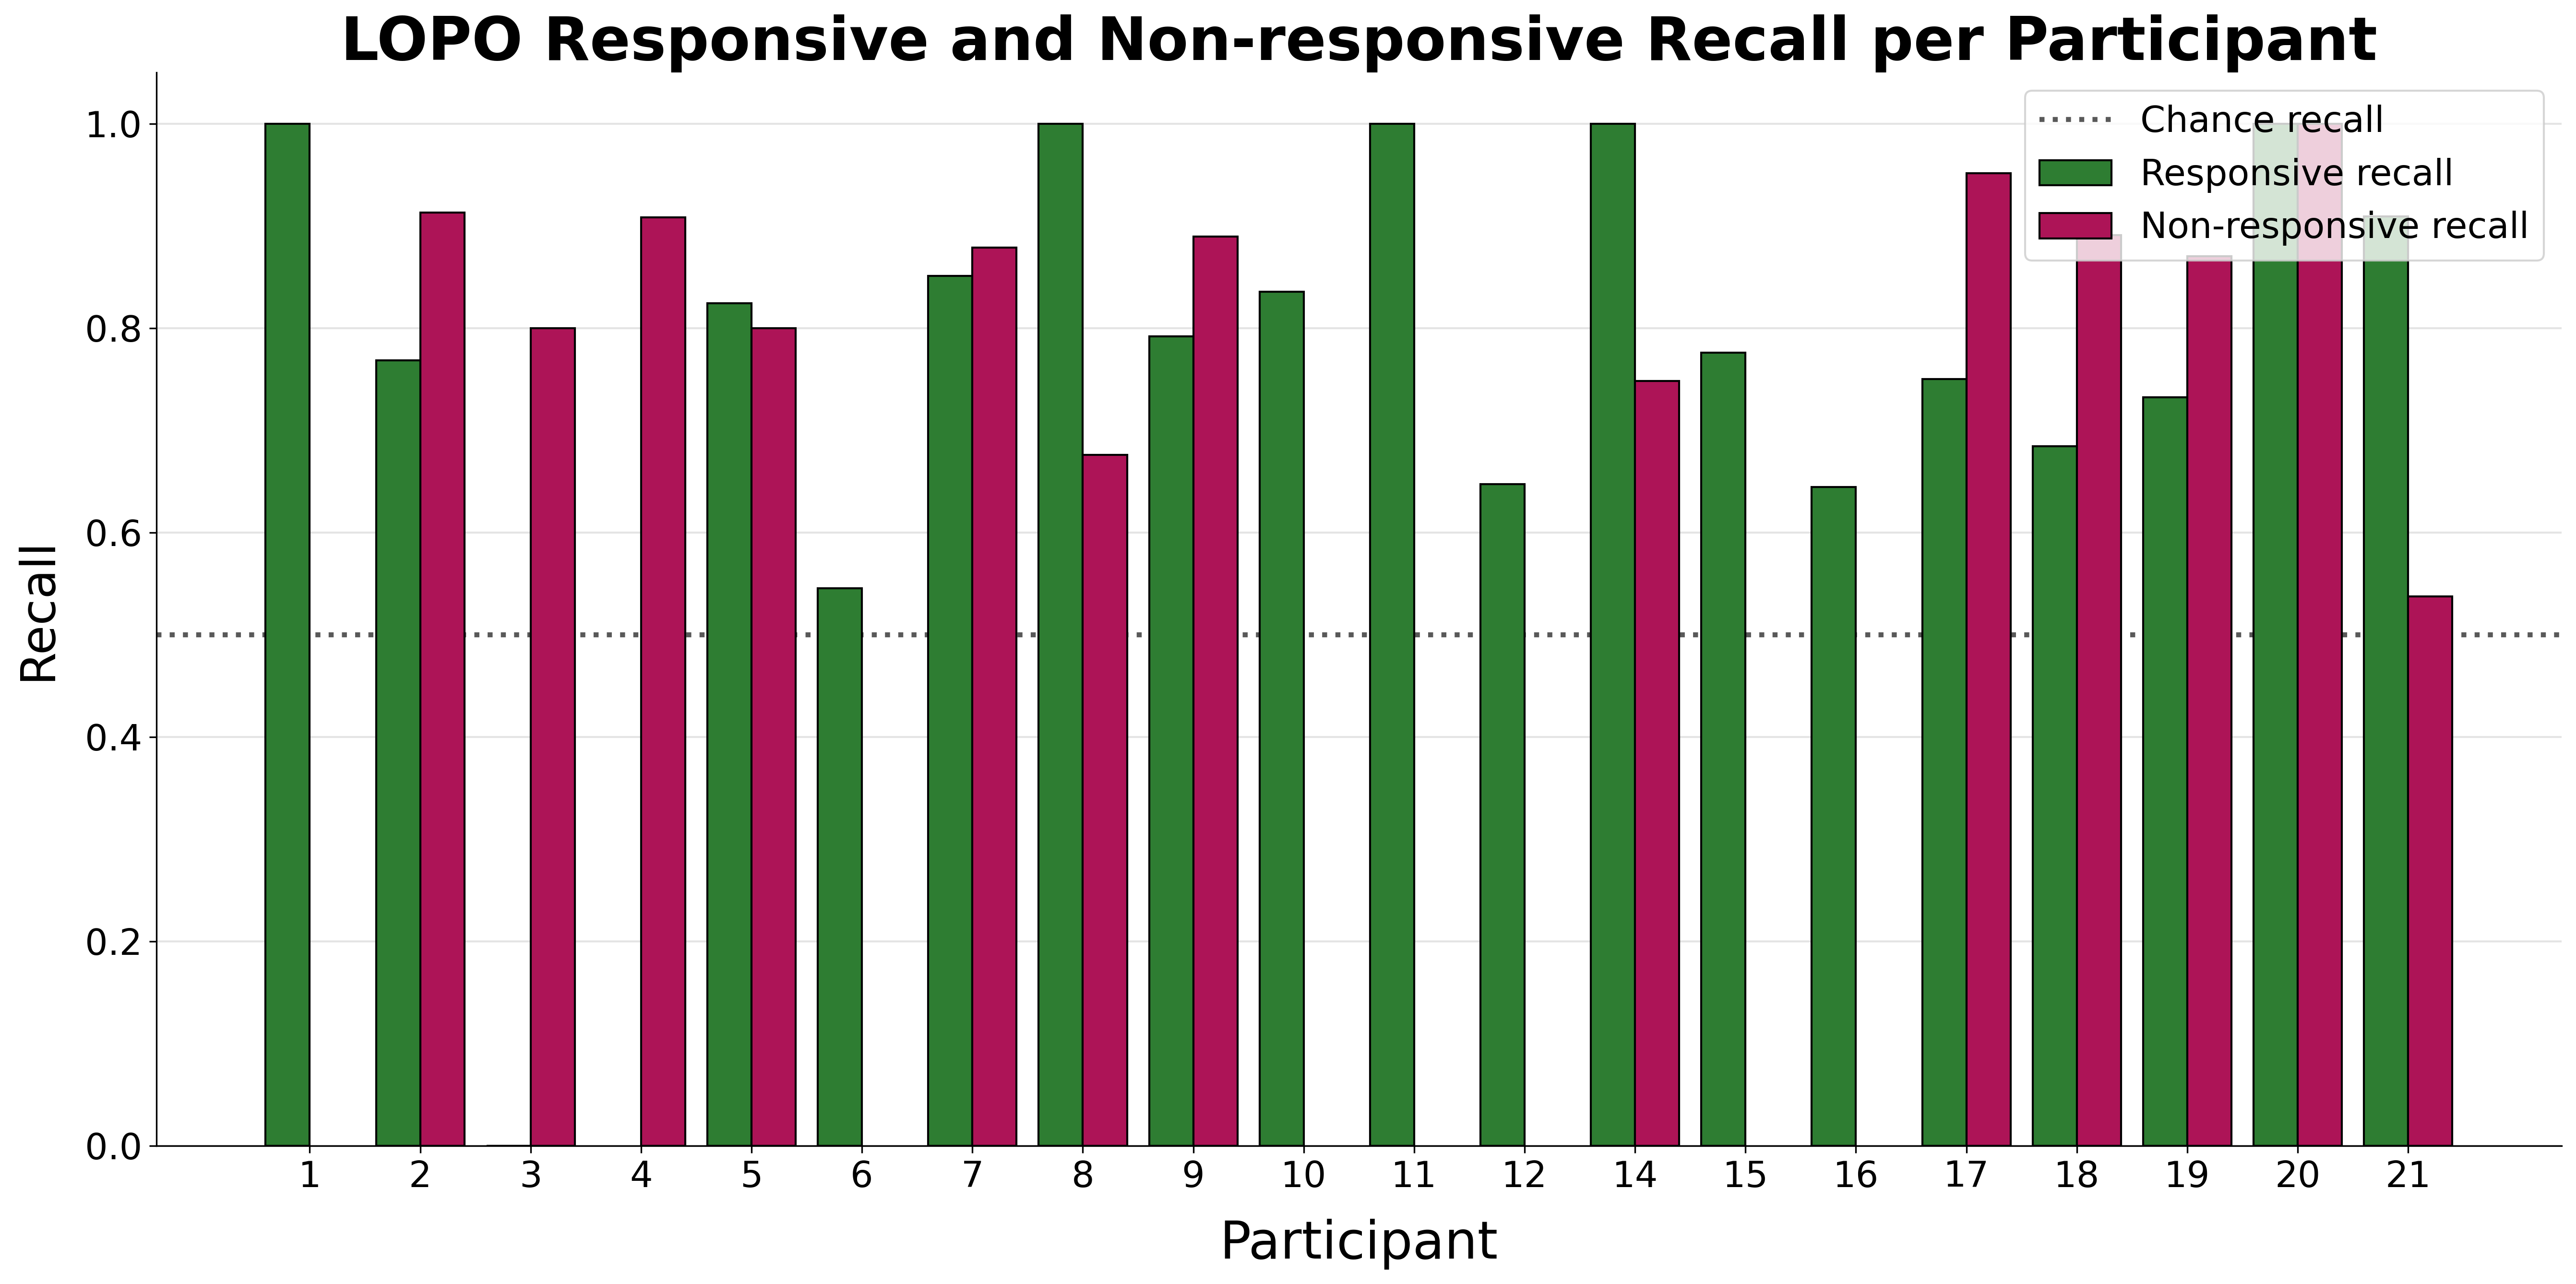 LOPO Responsive and Non-responsive Recall per Participant
Chance recall
Responsive recall
Non-responsive recall
Recall
1.0
0.8
0.6
0.4
0.2
0.0
1 2 3 4 5 6 7 8 9 10 11 12 14 15 16 17 18 19 20 21
Participant